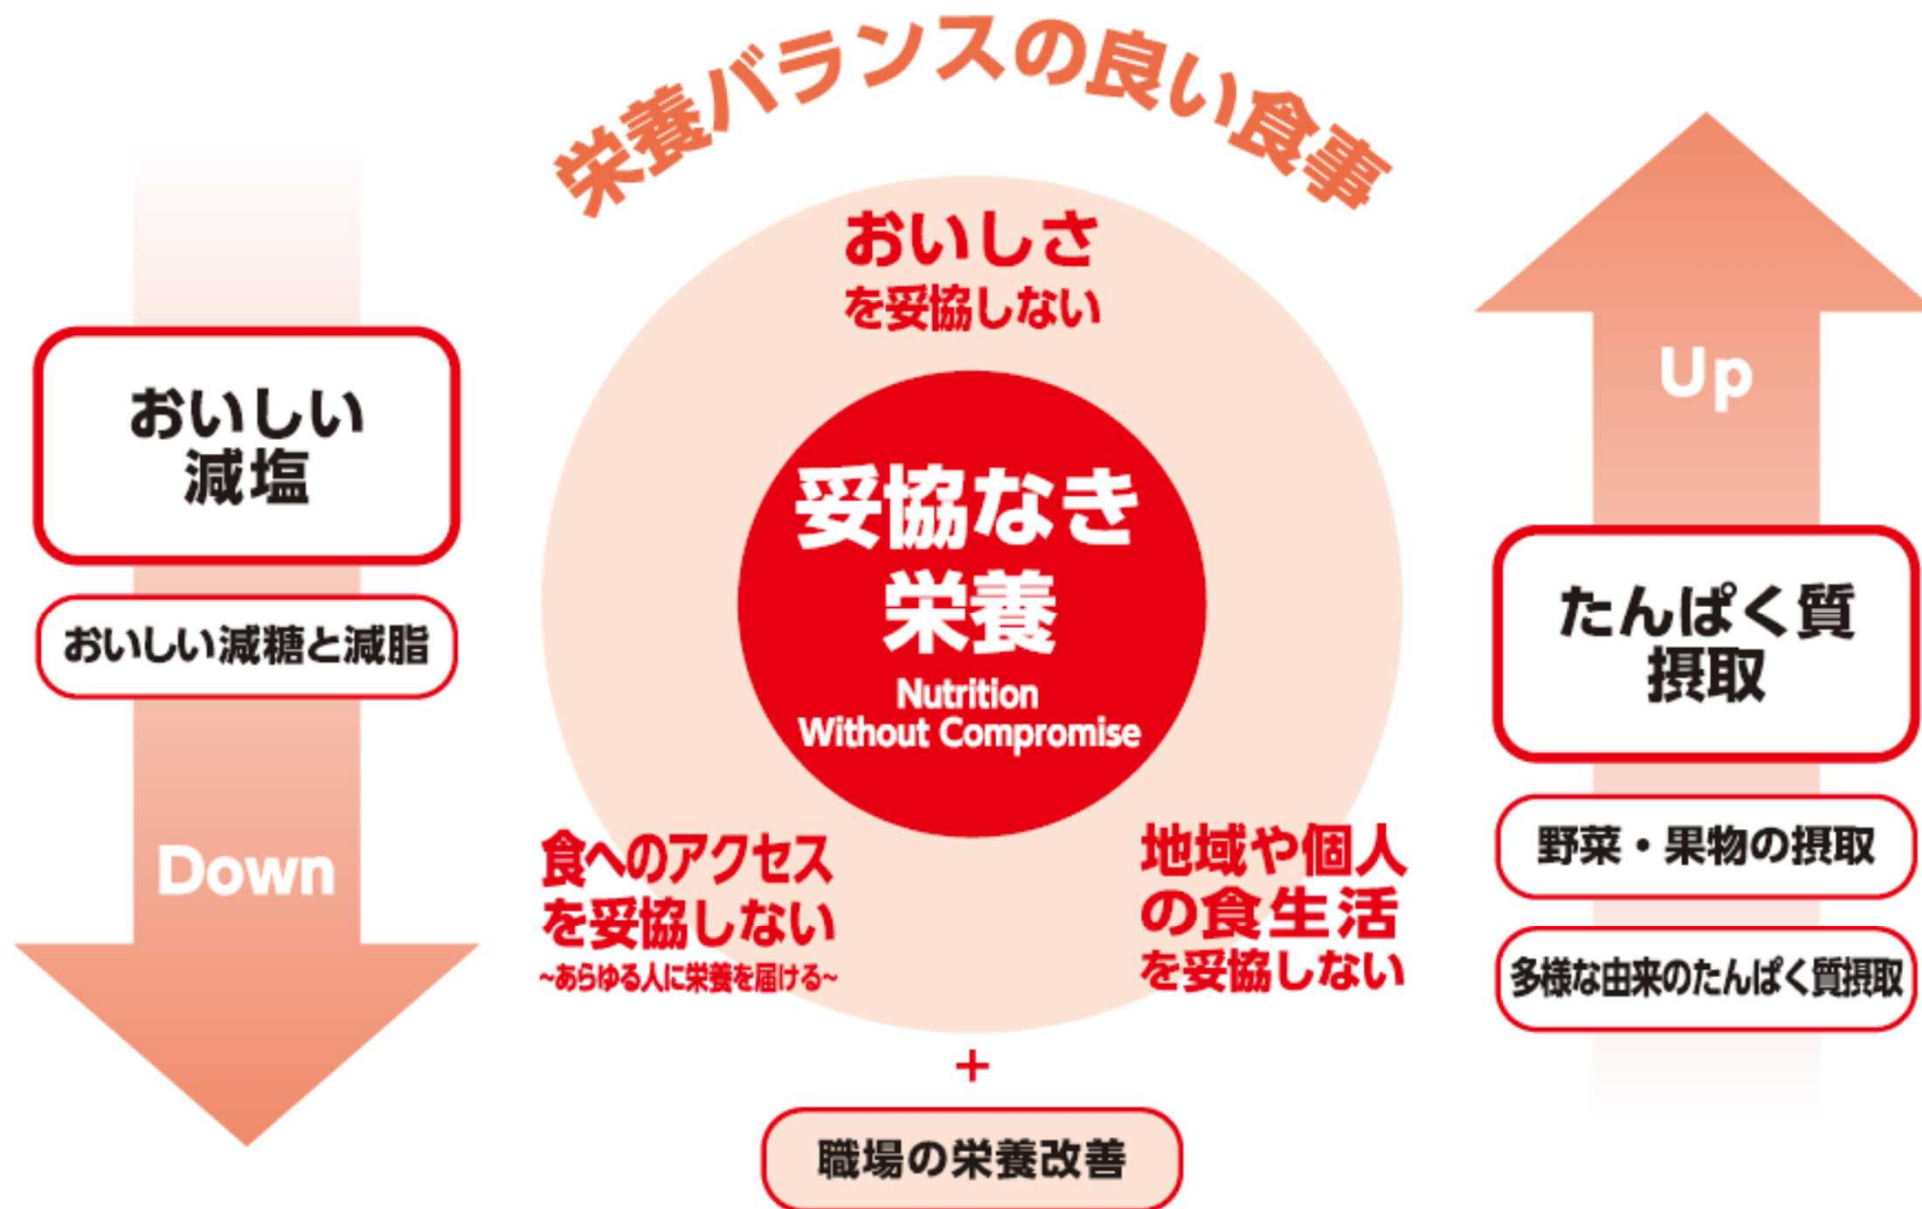 栄養バランスの良い食事
おいしい
減塩
おいしい減糖と減脂
Down
おいしさ
を妥協しない
妥協なき
栄養
Nutrition
Without Compromise
食へのアクセス
を妥協しない
~あらゆる人に栄養を届ける~
地域や個人
の食生活
を妥協しない
+
職場の栄養改善
Up
たんぱく質
摂取
野菜・果物の摂取
多様な由来のたんぱく質摂取